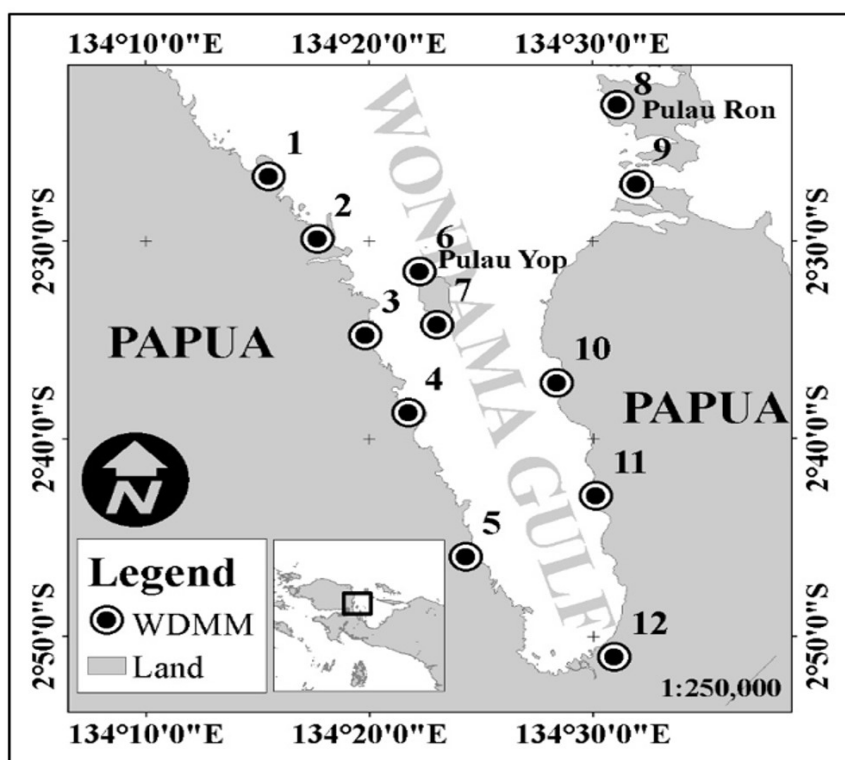 134°10'0"E 134°20'0"E 134°30'0"E
8
Pulau Ron
1
9
2
2°30'0"S
2°30'0"S
6
Pulau Yop
7
3
PAPUA
10
4
PAPUA
WONDAMA GULF
2°40'0"S
2°40'0"S
11
N
5
Legend
WDMM
Land
12
2°50'0"S
2°50'0"S
1:250,000
134°10'0"E 134°20'0"E 134°30'0"E